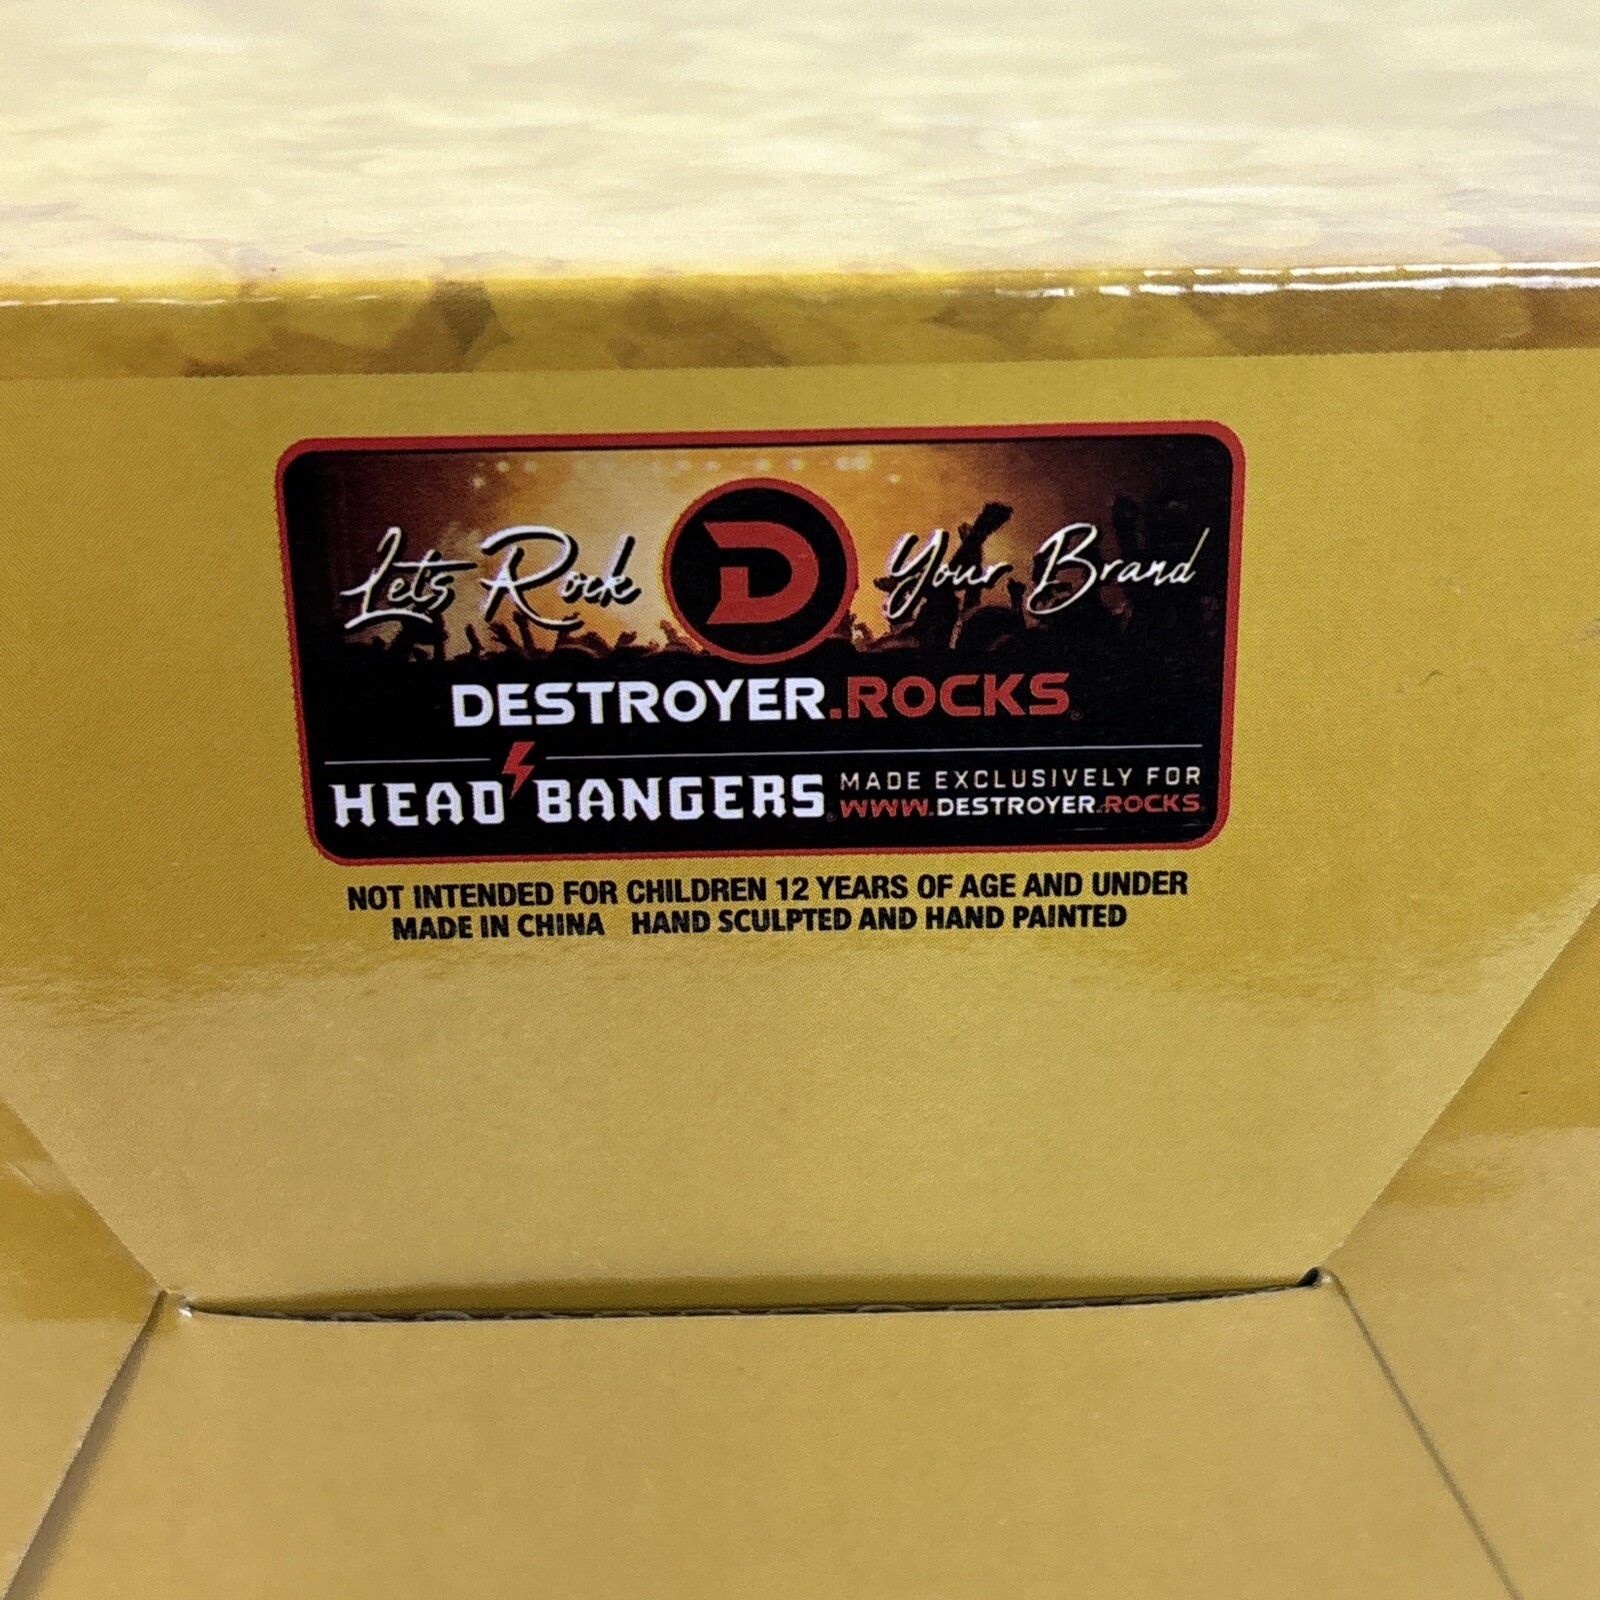 Let's Rock D Your Brand
DESTROYER.ROCKS®
HEAD BANGERS® MADE EXCLUSIVELY FOR
WWW.DESTROYER.ROCKS
NOT INTENDED FOR CHILDREN 12 YEARS OF AGE AND UNDER
MADE IN CHINA HAND SCULPTED AND HAND PAINTED